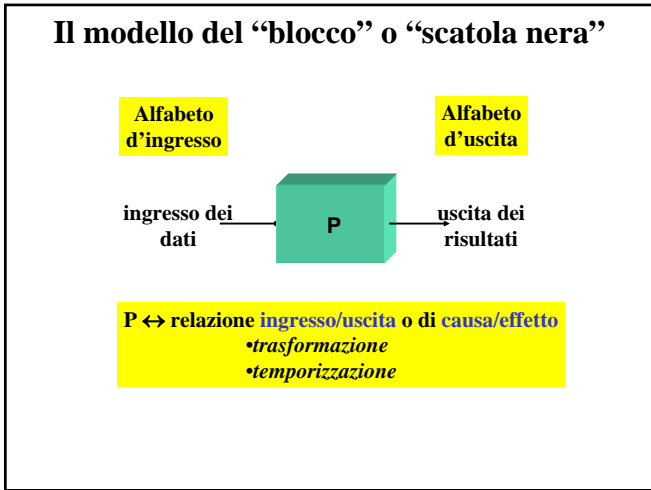 Il modello del “blocco” o “scatola nera”
Alfabeto
d’ingresso
Alfabeto
d’uscita
ingresso dei
dati
P
uscita dei
risultati
P ↔ relazione ingresso/uscita o di causa/effetto
•trasformazione
•temporizzazione